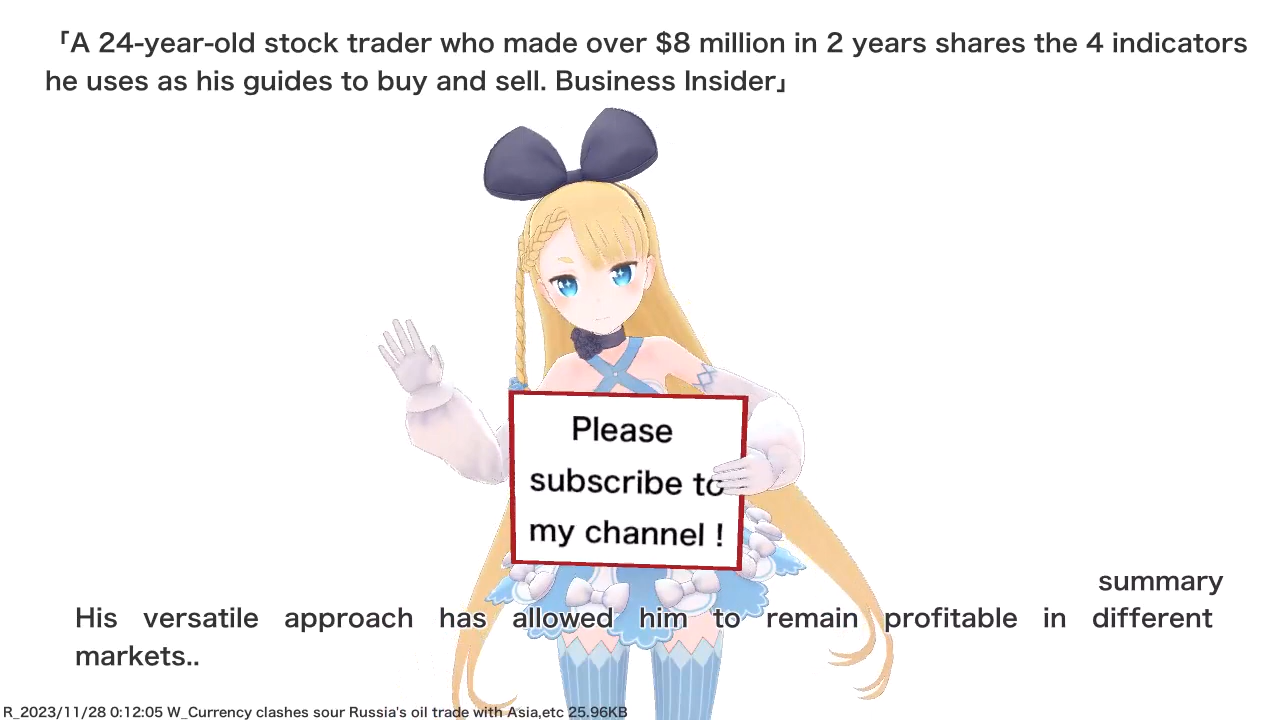 「A 24-year-old stock trader who made over $8 million in 2 years shares the 4 indicators
he uses as his guides to buy and sell. Business Insider」
Please
subscribe to
my channel !
summary
His versatile approach has allowed him to remain profitable in different
markets..
R_2023/11/28 0:12:05 W_Currency clashes sour Russia's oil trade with Asia,etc 25.96KB